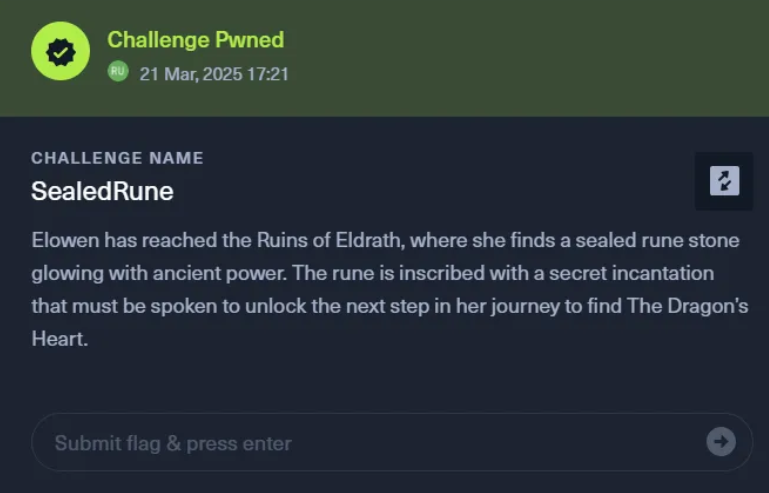 Challenge Pwned
RU 21 Mar, 2025 17:21
CHALLENGE NAME
SealedRune
Elowen has reached the Ruins of Eldrath, where she finds a sealed rune stone
glowing with ancient power. The rune is inscribed with a secret incantation
that must be spoken to unlock the next step in her journey to find The Dragon’s
Heart.
Submit flag & press enter